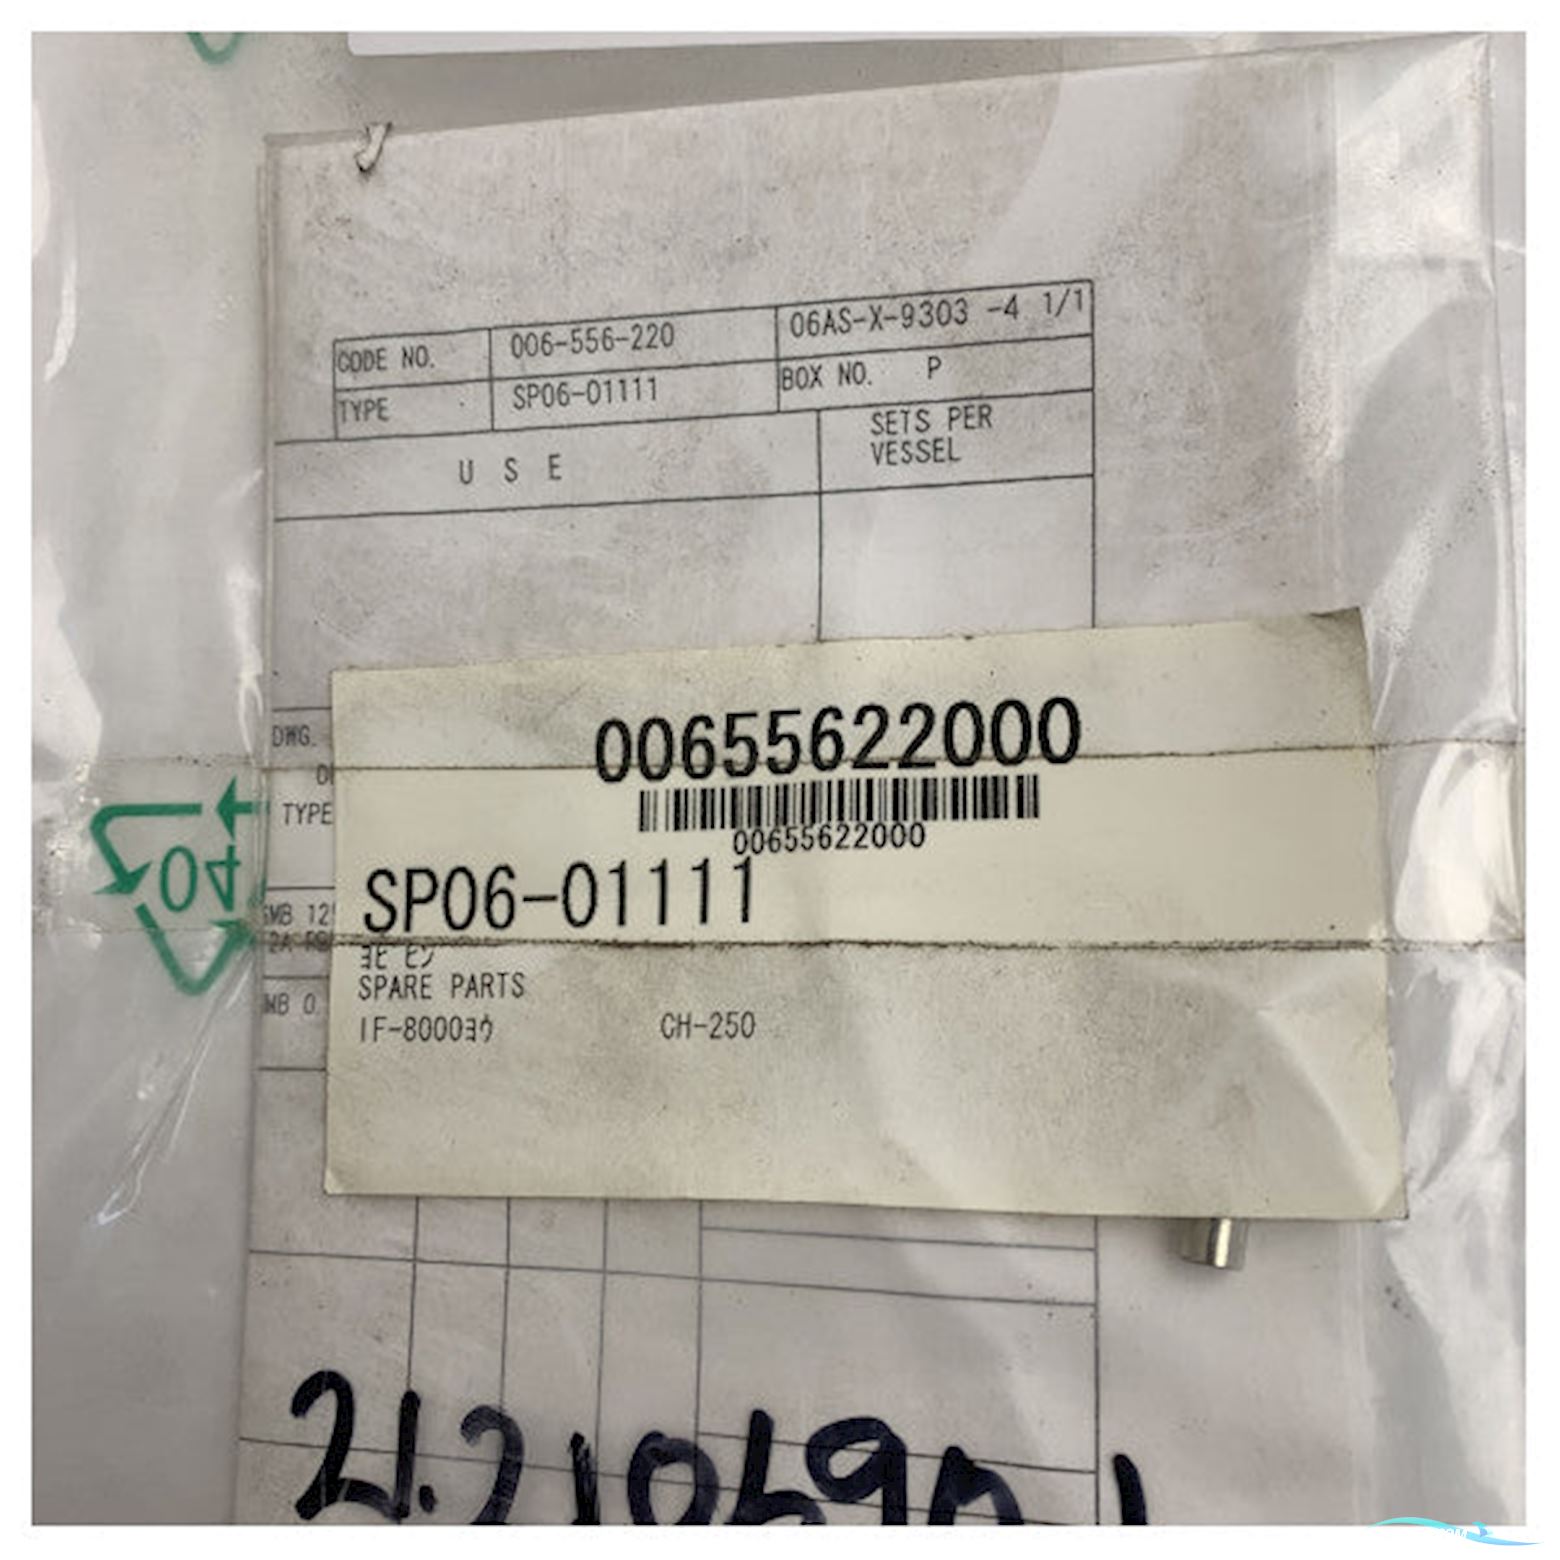 CODE NO. 006-556-220 06AS-X-9303 -4 1/1
TYPE SP06-01111 BOX NO. P
U S E SETS PER
VESSEL
DWG.
TYPE
00655622000
00655622000
SP06-01111
ヨビ ヒン
SPARE PARTS
IF-8000ヨウ CH-250
04